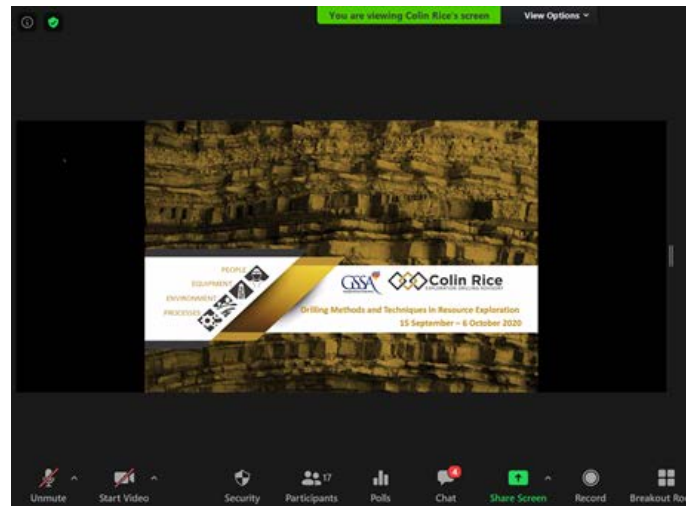 You are viewing Colin Rice's screen
View Options
PEOPLE
EQUIPMENT
ENVIRONMENT
PROCESSES
GSSA
Colin Rice
EXPLORATION DRILLING ADVISORY
Drilling Methods and Techniques in Resource Exploration
15 September – 6 October 2020
17
4
Unmute
Start Video
Security
Participants
Polls
Chat
Share Screen
Record
Breakout Ro